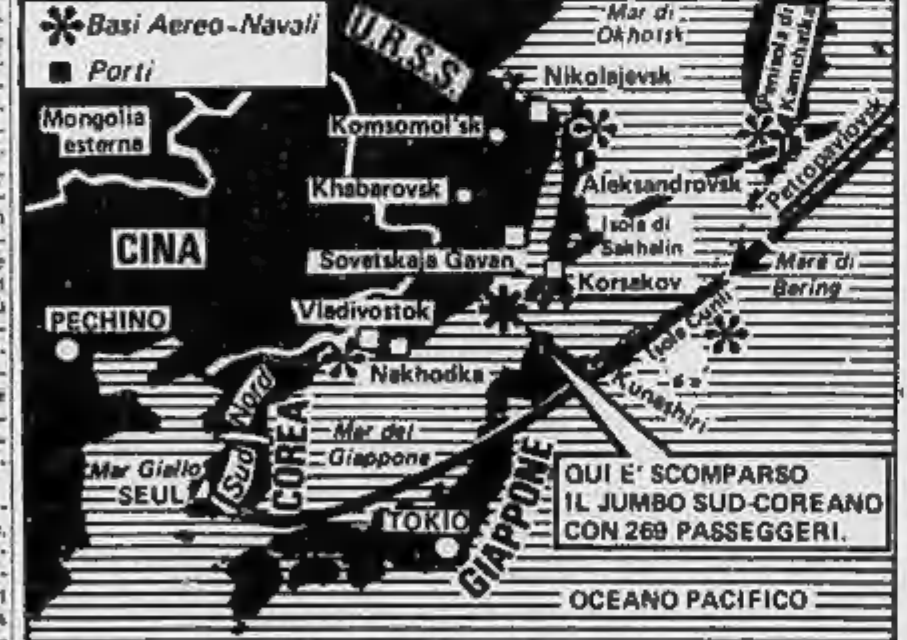 Basi Aereo-Navali
Porti
U.R.S.S.
Mar di
Okhotsk
Penisola di
Kamchatka
Nikolajevsk
Mongolia
esterna
Komsomol'sk
Petropavlovsk
Khabarovsk
Aleksandrovsk
CINA
Isola di
Sakhalin
Sovetskaja Gavan
Korsakov
Mare di
Bering
Vladivostok
PECHINO
Isole Curili
Nakhodka
Kunashiri
Nord
Sud
COREA
Mar del
Giappone
Mar Giallo
SEUL
TOKIO
GIAPPONE
QUI E' SCOMPARSO
IL JUMBO SUD-COREANO
CON 269 PASSEGGERI.
OCEANO PACIFICO